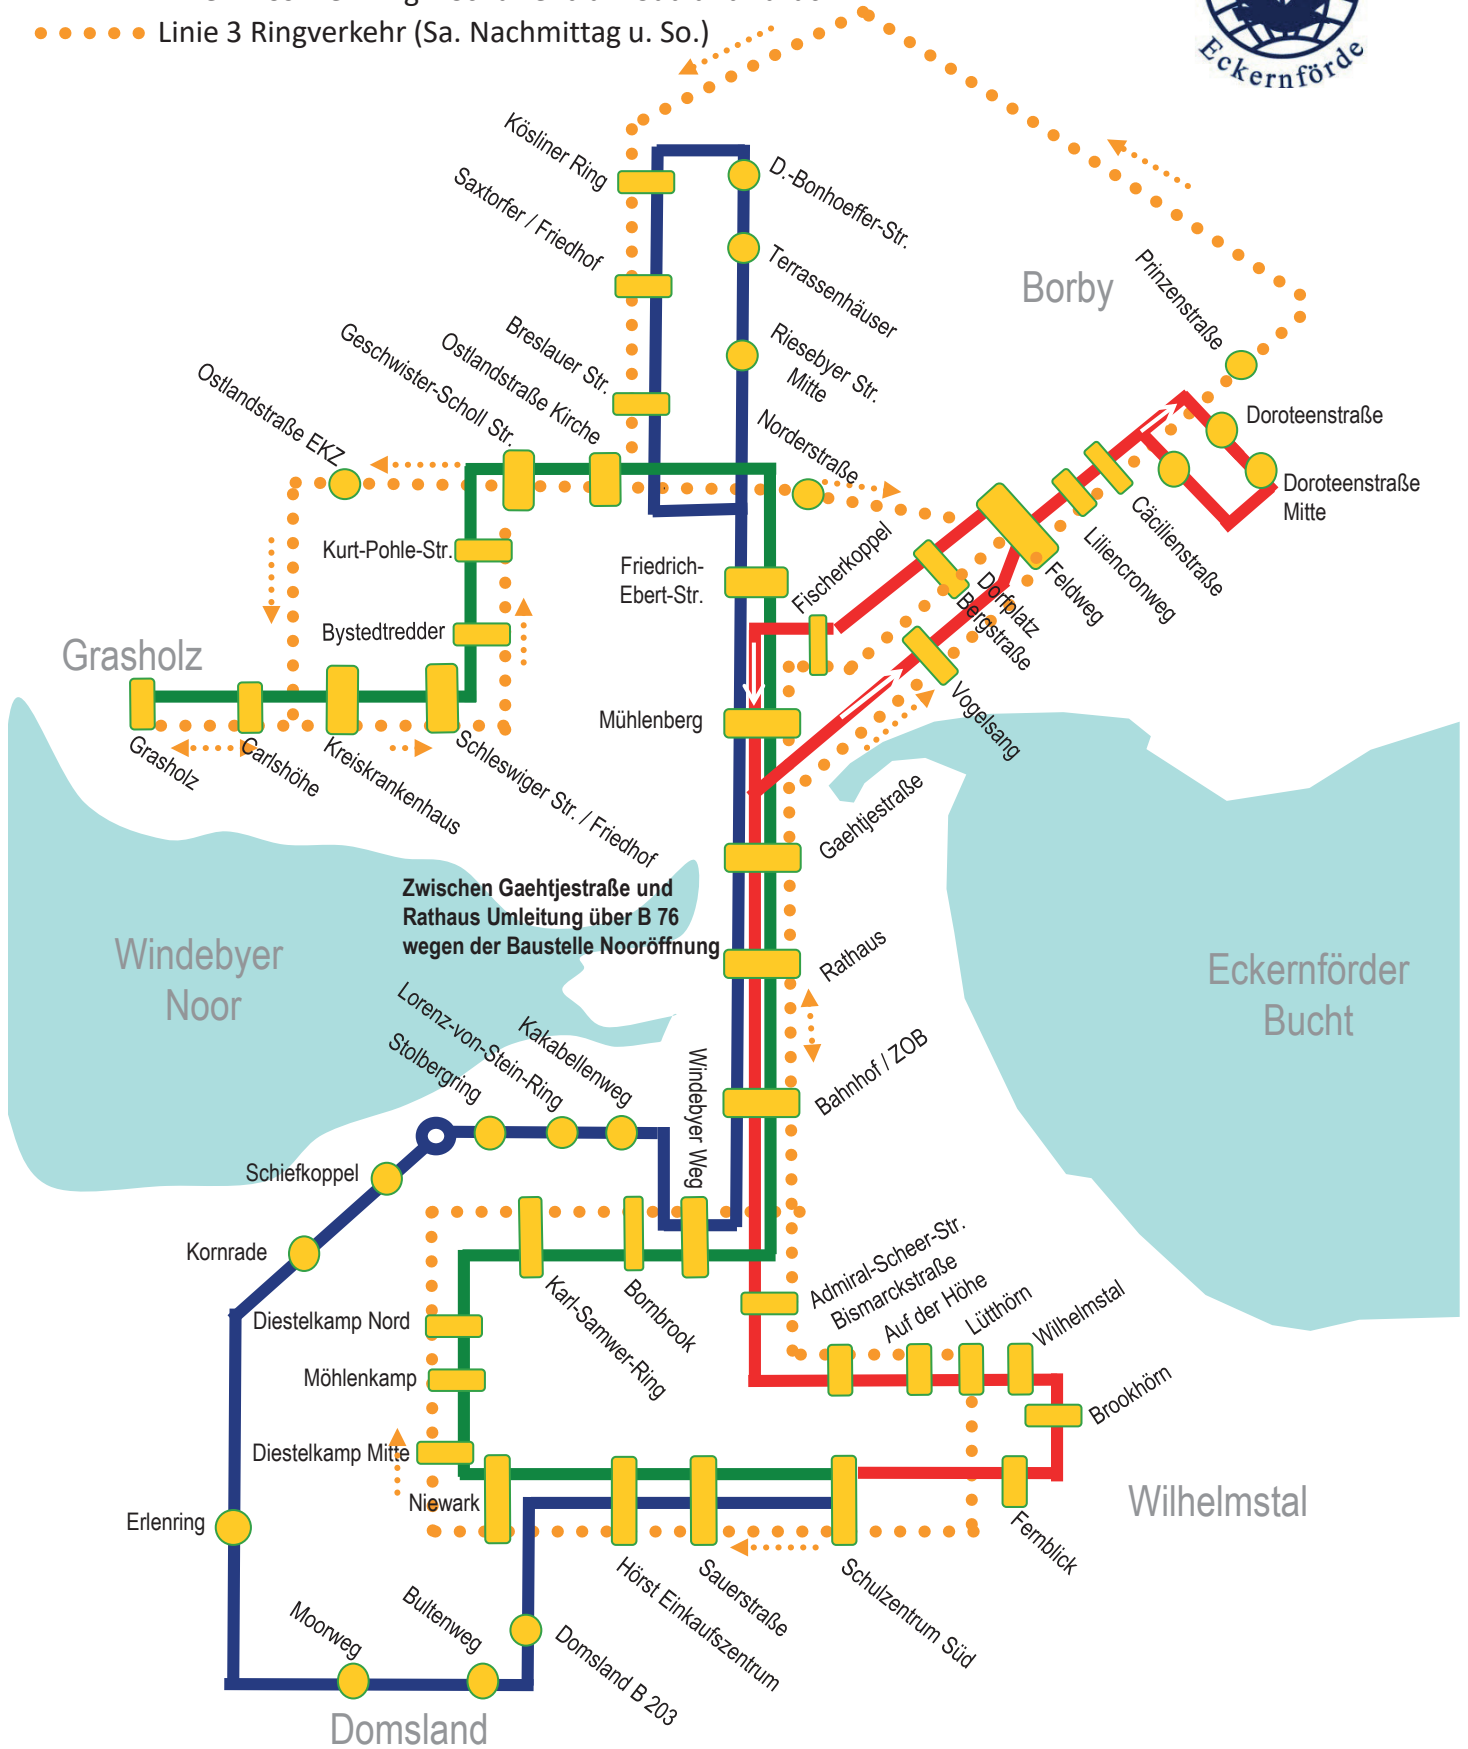 Linie 3 Ringverkehr (Sa. Nachmittag u. So.)
Eckernförde
Kösliner Ring
D.-Bonhoeffer-Str.
Saxtorfer / Friedhof
Terrassenhäuser
Borby
Prinzenstraße
Breslauer Str.
Riesebyer Str.
Mitte
Geschwister-Scholl Str.
Ostlandstraße Kirche
Ostlandstraße EKZ
Norderstraße
Doroteenstraße
Doroteenstraße
Mitte
Cäcilienstraße
Liliencronweg
Feldweg
Kurt-Pohle-Str.
Friedrich-
Ebert-Str.
Fischerkoppel
Dorfplatz
Bergstraße
Bystedtredder
Grasholz
Vogelsang
Mühlenberg
Grasholz
Carlshöhe
Kreiskrankenhaus
Schleswiger Str. / Friedhof
Gaehtjestraße
Zwischen Gaehtjestraße und
Rathaus Umleitung über B 76
wegen der Baustelle Nooröffnung
Windebyer
Noor
Rathaus
Eckernförder
Bucht
Lorenz-von-Stein-Ring
Kakabellenweg
Stolbergring
Windebyer Weg
Bahnhof / ZOB
Schiefkoppel
Kornrade
Karl-Samwer-Ring
Bornbrook
Admiral-Scheer-Str.
Bismarckstraße
Auf der Höhe
Lütthörn
Wilhelmstal
Diestelkamp Nord
Möhlenkamp
Brookhörn
Diestelkamp Mitte
Niewark
Wilhelmstal
Erlenring
Fernblick
Hörst Einkaufszentrum
Sauerstraße
Schulzentrum Süd
Moorweg
Bultenweg
Domsland B 203
Domsland